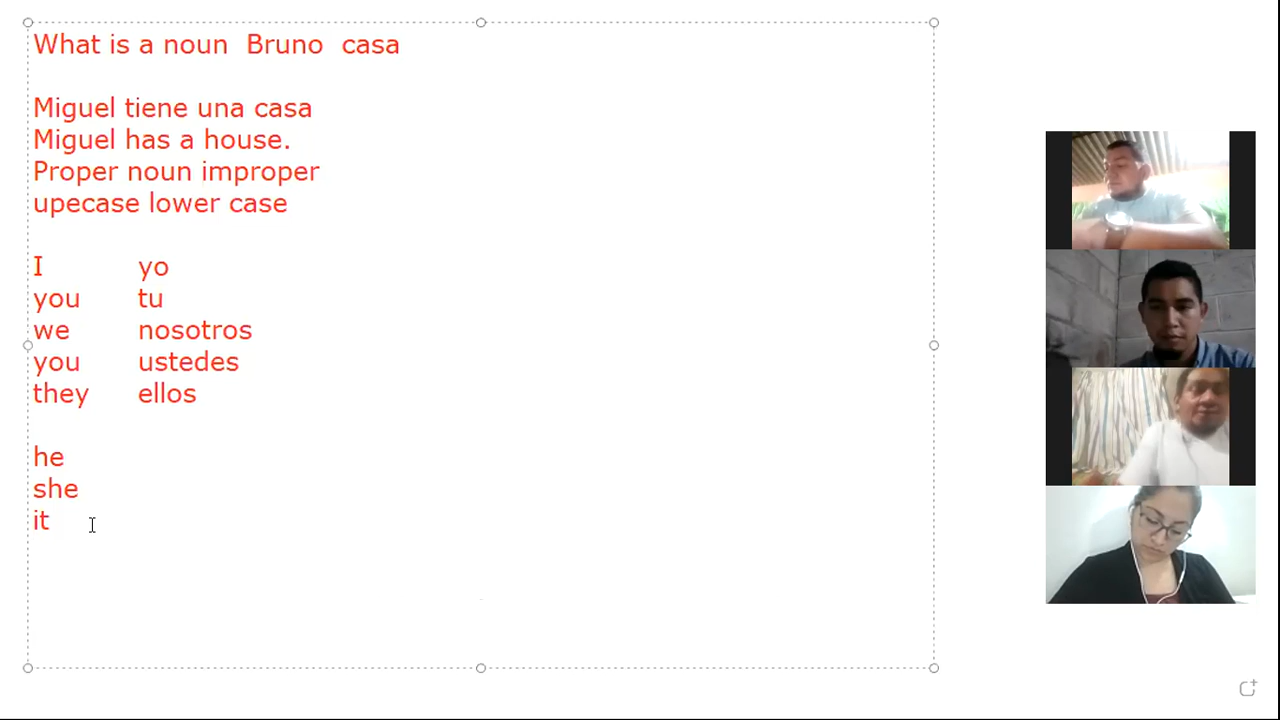 What is a noun  Bruno  casa
Miguel tiene una casa
Miguel has a house.
Proper noun improper
upecase lower case
I yo
you tu
we nosotros
you ustedes
they ellos
he
she
it